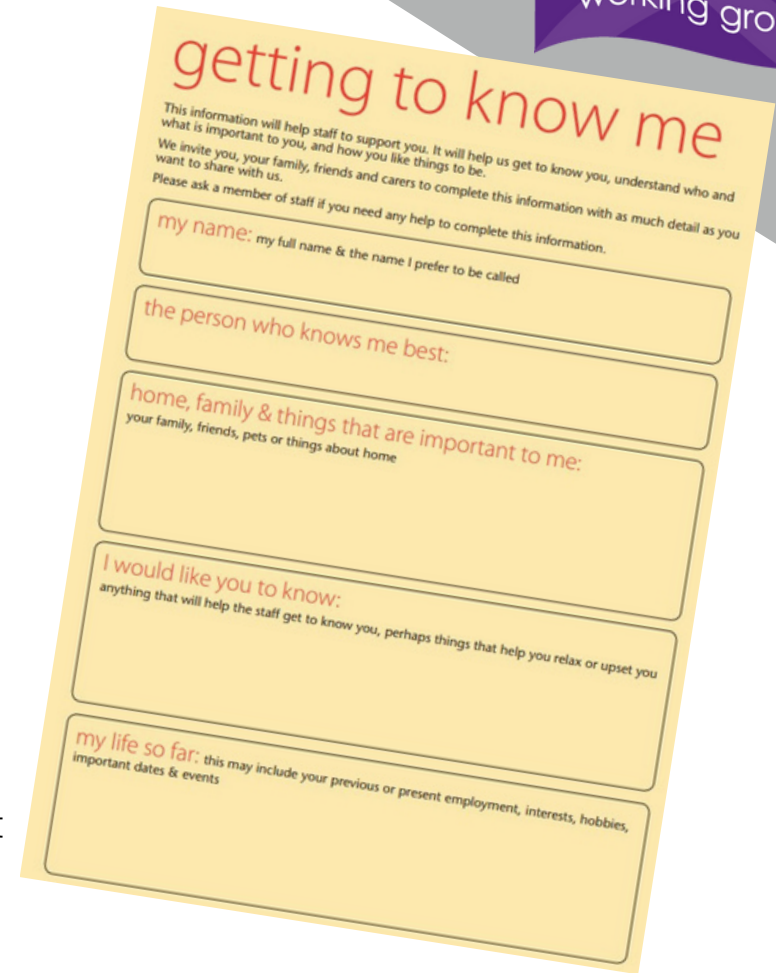 working gro
getting to know me
This information will help staff to support you. It will help us get to know you, understand who and
what is important to you, and how you like things to be.
We invite you, your family, friends and carers to complete this information with as much detail as you
want to share with us.
Please ask a member of staff if you need any help to complete this information.
my name: my full name & the name I prefer to be called
the person who knows me best:
home, family & things that are important to me:
your family, friends, pets or things about home
I would like you to know:
anything that will help the staff get to know you, perhaps things that help you relax or upset you
my life so far: this may include your previous or present employment, interests, hobbies,
important dates & events